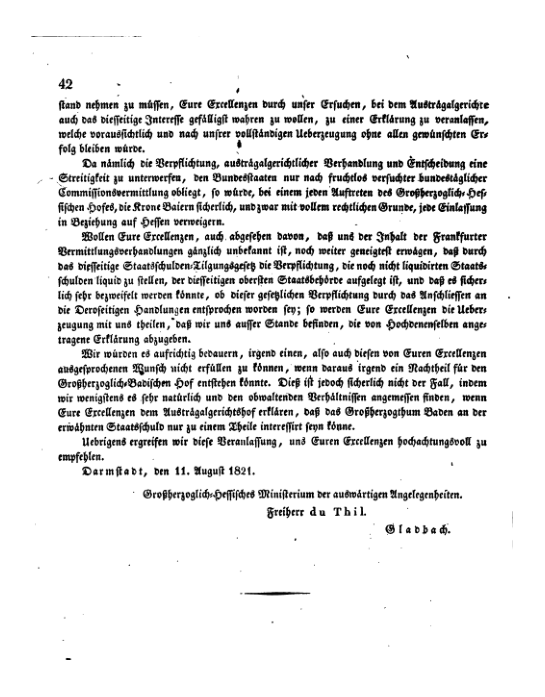 42
stand nehmen zu müssen, Eure Excellenzen durch unser Ersuchen, bei dem Austrägalgerichte
auch das diesseitige Interesse gefälligst wahren zu wollen, zu einer Erklärung zu veranlassen,
welche voraussichtlich und nach unsrer vollständigen Ueberzeugung ohne allen gewünschten Er-
folg bleiben würde.
Da nämlich die Verpflichtung, austrägalgerichtlicher Verhandlung und Entscheidung eine
Streitigkeit zu unterwerfen, den Bundesstaaten nur nach fruchtlos versuchter bundestäglicher
Commissionsvermittlung obliegt, so würde, bei einem jeden Auftreten des Großherzoglich-Hes-
sischen Hofes, die Krone Baiern sicherlich, und zwar mit vollem rechtlichen Grunde, jede Einlassung
in Beziehung auf Hessen verweigern.
Wollen Eure Excellenzen, auch abgesehen davon, daß uns der Inhalt der Frankfurter
Vermittlungsverhandlungen gänzlich unbekannt ist, noch weiter geneigtest erwägen, daß durch
das diesseitige Staatsschulden-Tilgungsgesetz die Verpflichtung, die noch nicht liquidirten Staats-
schulden liquid zu stellen, der diesseitigen obersten Staatsbehörde aufgelegt ist, und daß es sicher-
lich sehr bezweifelt werden könnte, ob dieser gesetzlichen Verpflichtung durch das Anschliessen an
die Derseitigen Handlungen entsprochen worden sey; so werden Eure Excellenzen die Ueber-
zeugung mit uns theilen, daß wir uns ausser Stande befinden, die von Hochdenenselben ange-
tragene Erklärung abzugeben.
Wir würden es aufrichtig bedauern, irgend einen, also auch diesen von Euren Excellenzen
ausgesprochenen Wunsch nicht erfüllen zu können, wenn daraus irgend ein Nachtheil für den
Großherzoglich-Badischen Hof entstehen könnte. Dieß ist jedoch sicherlich nicht der Fall, indem
wir wenigstens es sehr natürlich und den obwaltenden Verhältnissen angemessen finden, wenn
Eure Excellenzen dem Austrägalgerichtshof erklären, daß das Großherzogthum Baden an der
erwähnten Staatsschuld nur zu einem Theile interessirt seyn könne.
Uebrigens ergreifen wir diese Veranlassung, uns Euren Excellenzen hochachtungsvoll zu
empfehlen.
Darmstadt, den 11. August 1821.
Großherzoglich-Hessisches Ministerium der auswärtigen Angelegenheiten.
Freiherr du Thil.
Gladbach.